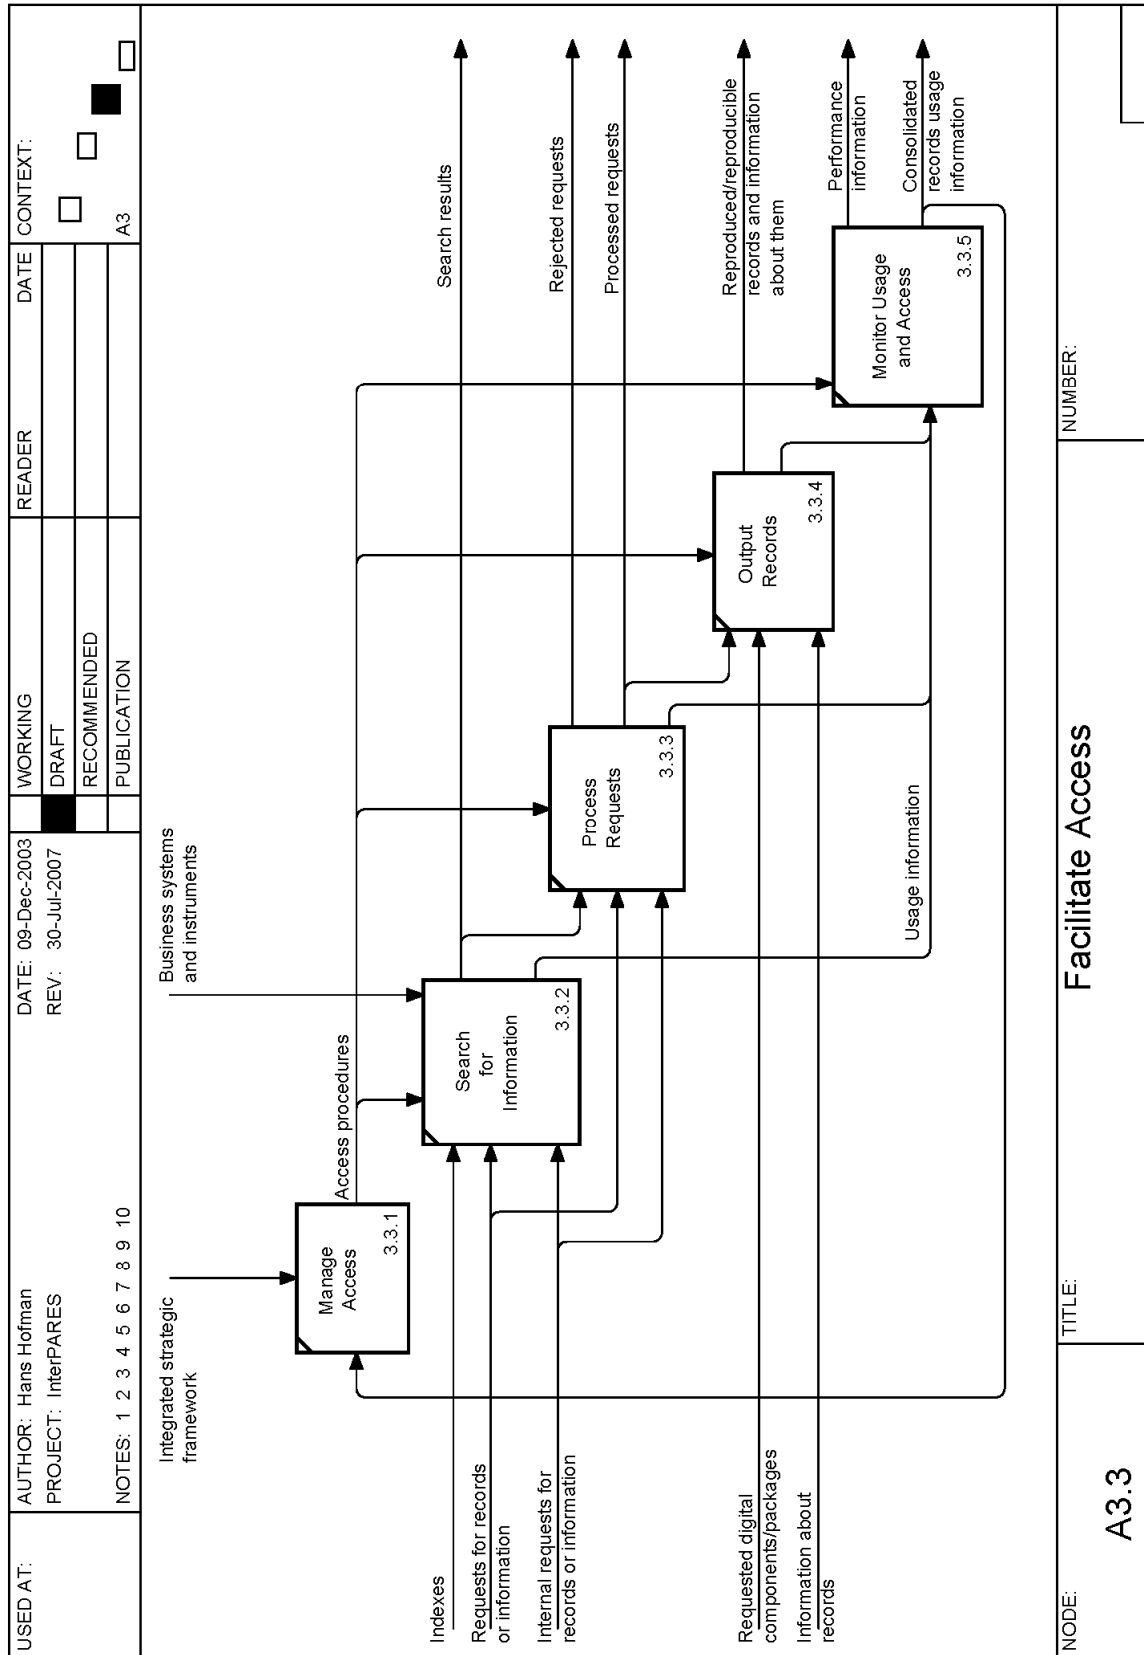 USED AT:
AUTHOR: Hans Hofman
PROJECT: InterPARES
NOTES: 1 2 3 4 5 6 7 8 9 10
DATE: 09-Dec-2003
REV: 30-Jul-2007
WORKING
DRAFT
RECOMMENDED
PUBLICATION
READER
DATE
CONTEXT:
A3
Integrated strategic
framework
Business systems
and instruments
Manage
Access
3.3.1
Access procedures
Search
for
Information
3.3.2
Search results
Indexes
Requests for records
or information
Internal requests for
records or information
Process
Requests
3.3.3
Rejected requests
Processed requests
Output
Records
3.3.4
Reproduced/reproducible
records and information
about them
Requested digital
components/packages
Information about
records
Monitor Usage
and Access
3.3.5
Performance
information
Consolidated
records usage
information
Usage information
NODE:
A3.3
TITLE:
Facilitate Access
NUMBER: